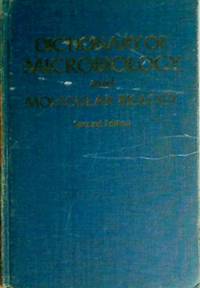 DICTIONARY OF
MICROBIOLOGY
and
MOLECULAR BIOLOGY
Second Edition